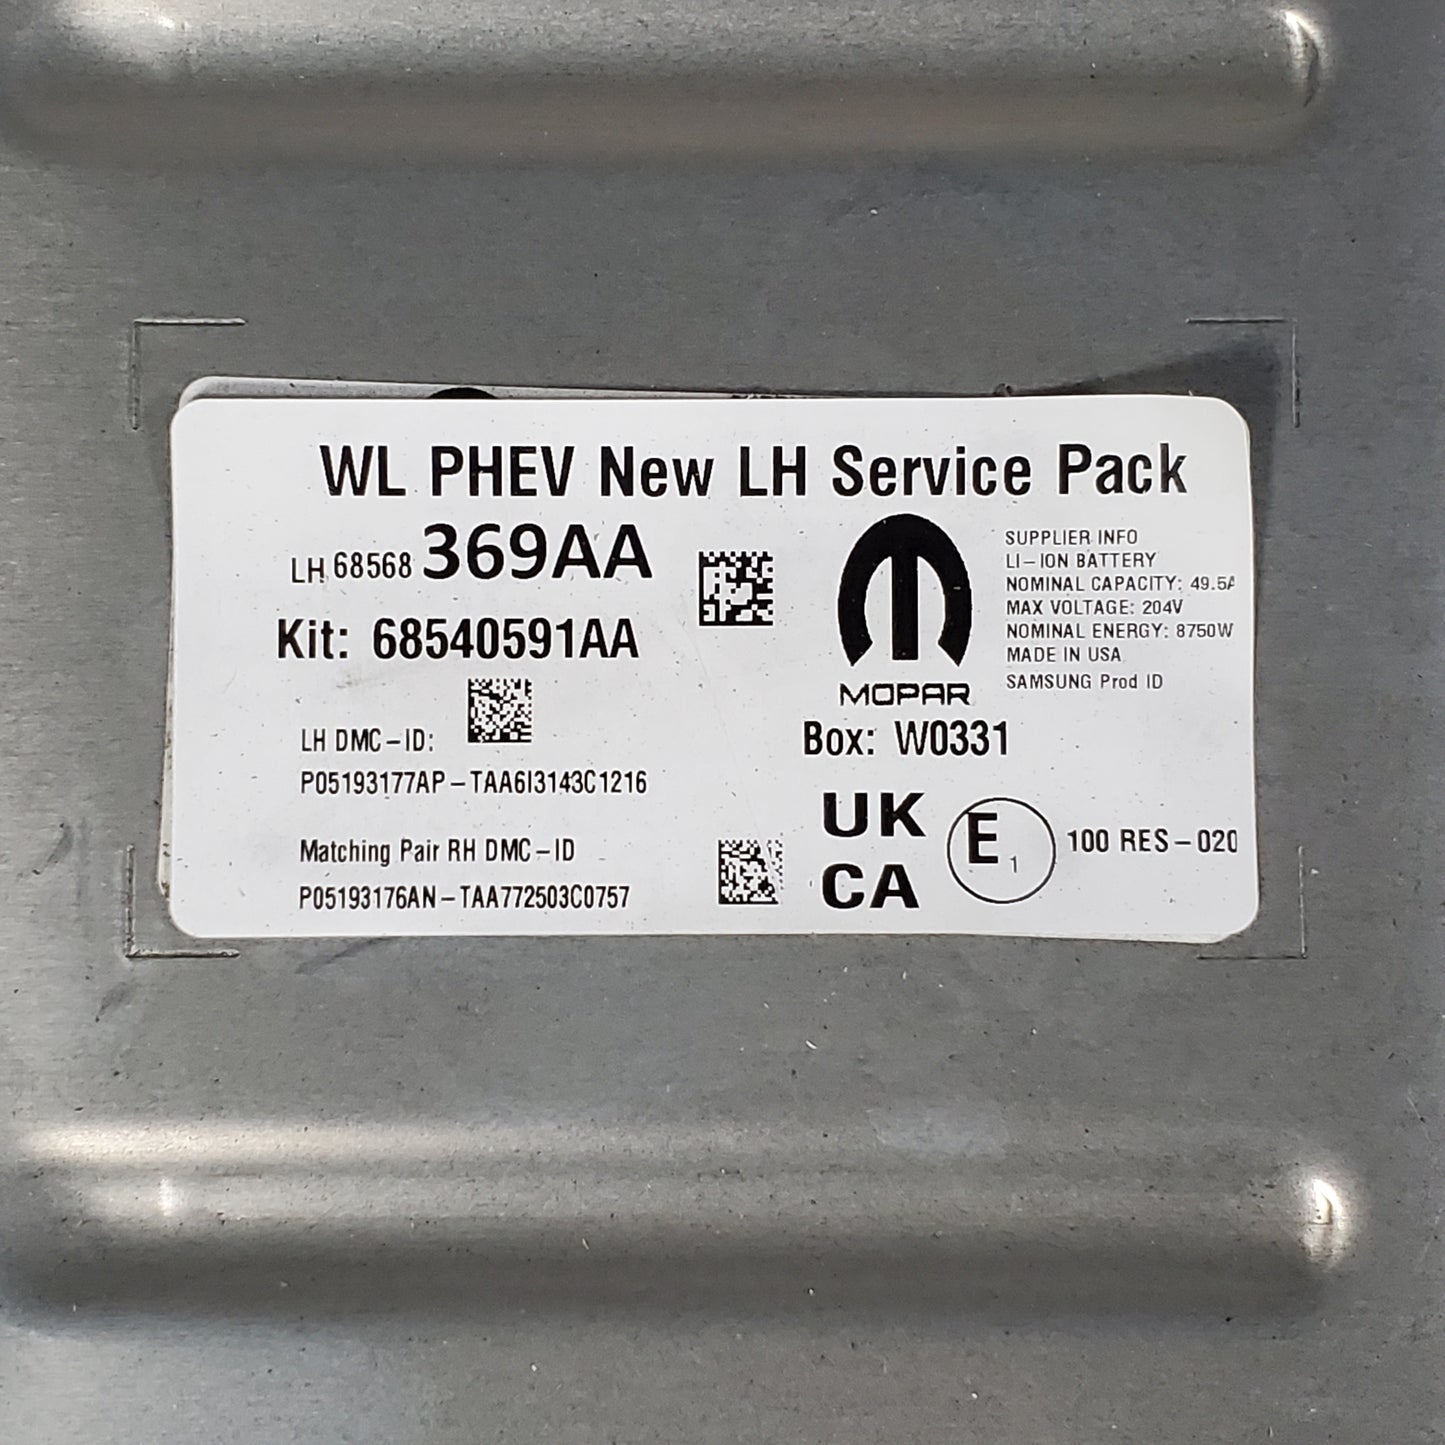 WL PHEV New LH Service Pack
LH 68568 369AA
Kit: 68540591AA
LH DMC-ID:
P05193177AP-TAA6I3143C1216
Matching Pair RH DMC-ID
P05193176AN-TAA772503C0757
MOPAR
Box: W0331
SUPPLIER INFO
LI-ION BATTERY
NOMINAL CAPACITY: 49.5A
MAX VOLTAGE: 204V
NOMINAL ENERGY: 8750W
MADE IN USA
SAMSUNG Prod ID
UK
CA
E 1
100 RES-020